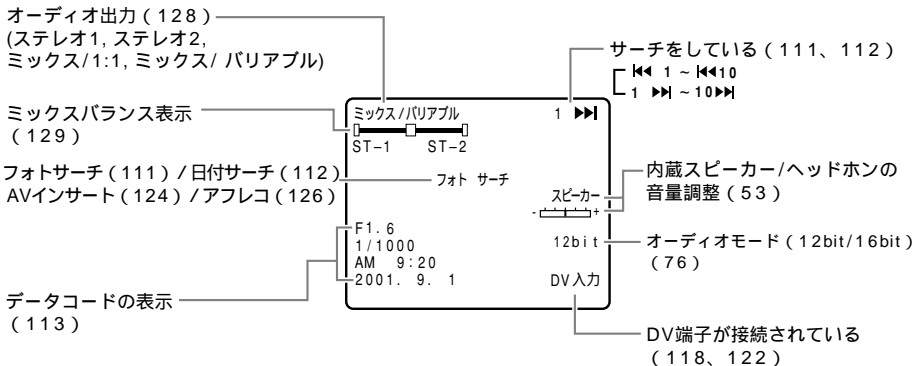 オーディオ出力(128)
(ステレオ1, ステレオ2,
ミックス/1:1, ミックス/ バリアブル)
サーチをしている(111、112)
⏮ 1 ~ ⏮10
1 ⏭ ~10⏭
ミックスバランス表示
(129)
ミックス/バリアブル
1 ⏭
ST-1 ST-2
フォトサーチ(111)/日付サーチ(112)
AVインサート(124)/アフレコ(126)
フォト サーチ
内蔵スピーカー/ヘッドホンの
音量調整(53)
スピーカー
- +
F1.6
1/1000
AM 9:20
2001. 9. 1
12bit
DV入力
オーディオモード(12bit/16bit)
(76)
データコードの表示
(113)
DV端子が接続されている
(118、122)